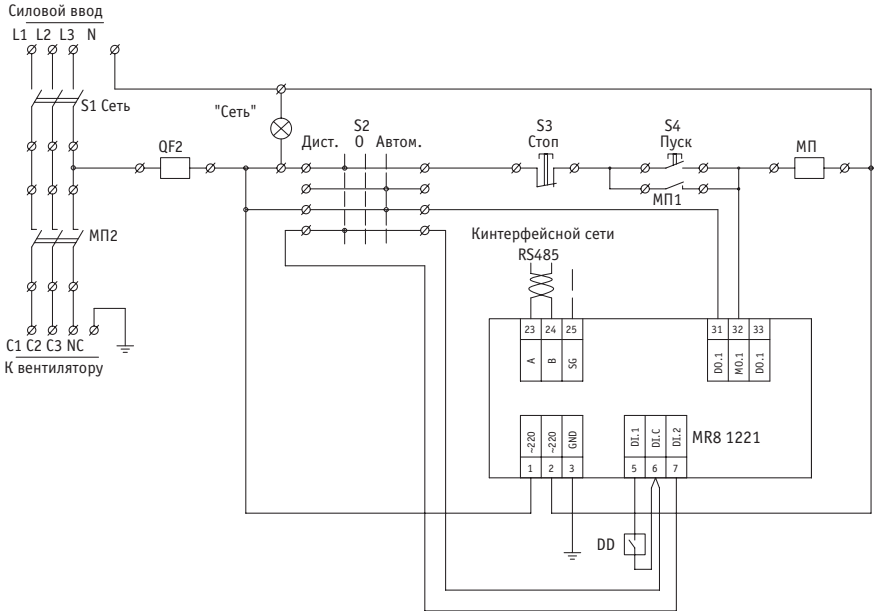 Силовой ввод
L1 L2 L3 N
S1 Сеть
"Сеть"
QF2
Дист.
S2
0
Автом.
S3
Стоп
S4
Пуск
МП
МП1
МП2
Кинтерфейсной сети
RS485
C1 C2 C3 NC
К вентилятору
23 24 25
A B SG
31 32 33
DO.1 MO.1 DO.1
~220 ~220 GND
1 2 3
DI.1 DI.C DI.2
5 6 7
MR8 1221
DD